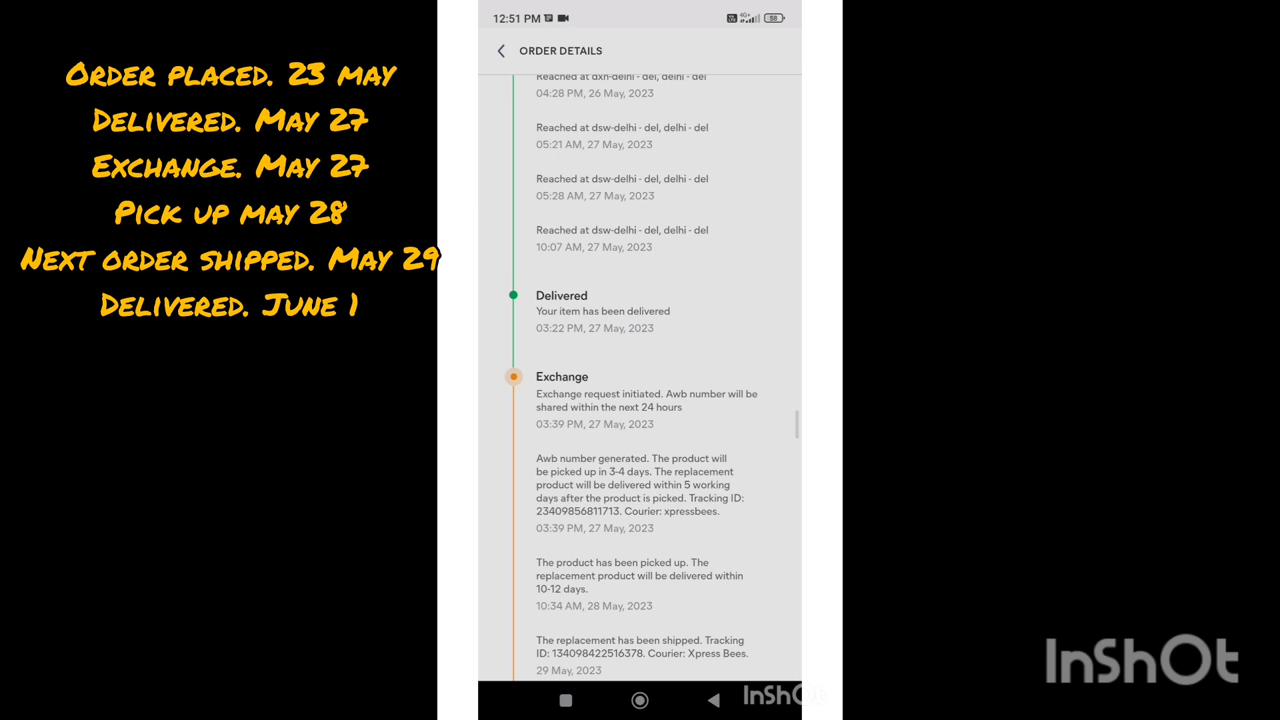 Order placed. 23 may
Delivered. May 27
Exchange. May 27
Pick up may 28
Next order shipped. May 29
Delivered. June 1
12:51 PM
4G+
58
ORDER DETAILS
Reached at dxn-delhi - del, delhi - del
04:28 PM, 26 May, 2023
Reached at dsw-delhi - del, delhi - del
05:21 AM, 27 May, 2023
Reached at dsw-delhi - del, delhi - del
05:28 AM, 27 May, 2023
Reached at dsw-delhi - del, delhi - del
10:07 AM, 27 May, 2023
Delivered
Your item has been delivered
03:22 PM, 27 May, 2023
Exchange
Exchange request initiated. Awb number will be
shared within the next 24 hours
03:39 PM, 27 May, 2023
Awb number generated. The product will
be picked up in 3-4 days. The replacement
product will be delivered within 5 working
days after the product is picked. Tracking ID:
23409856811713. Courier: xpressbees.
03:39 PM, 27 May, 2023
The product has been picked up. The
replacement product will be delivered within
10-12 days.
10:34 AM, 28 May, 2023
The replacement has been shipped. Tracking
ID: 134098422516378. Courier: Xpress Bees.
29 May, 2023
InShOt
InShOt